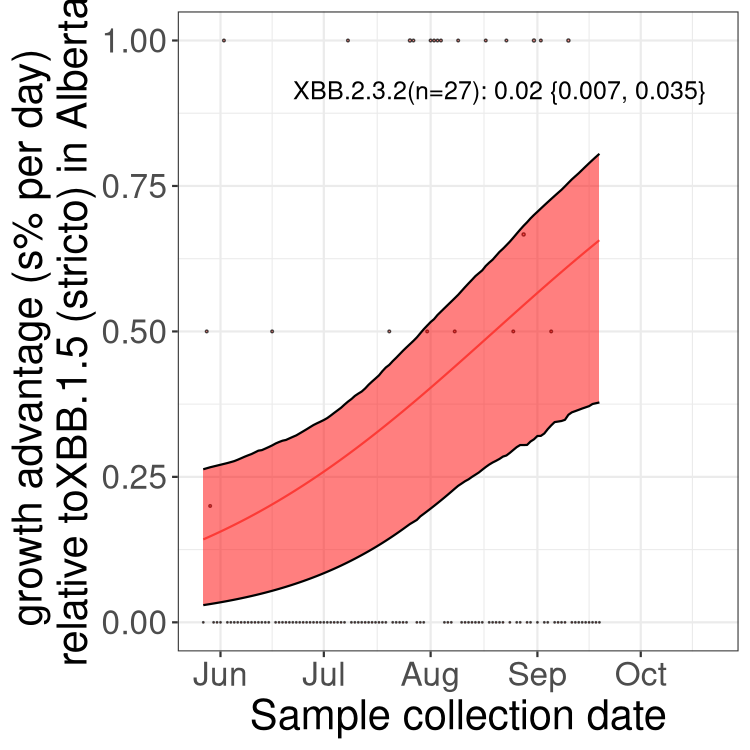 growth advantage (s% per day)
relative toXBB.1.5 (stricto) in Alberta
1.00
0.75
0.50
0.25
0.00
XBB.2.3.2(n=27): 0.02 {0.007, 0.035}
Jun Jul Aug Sep Oct
Sample collection date